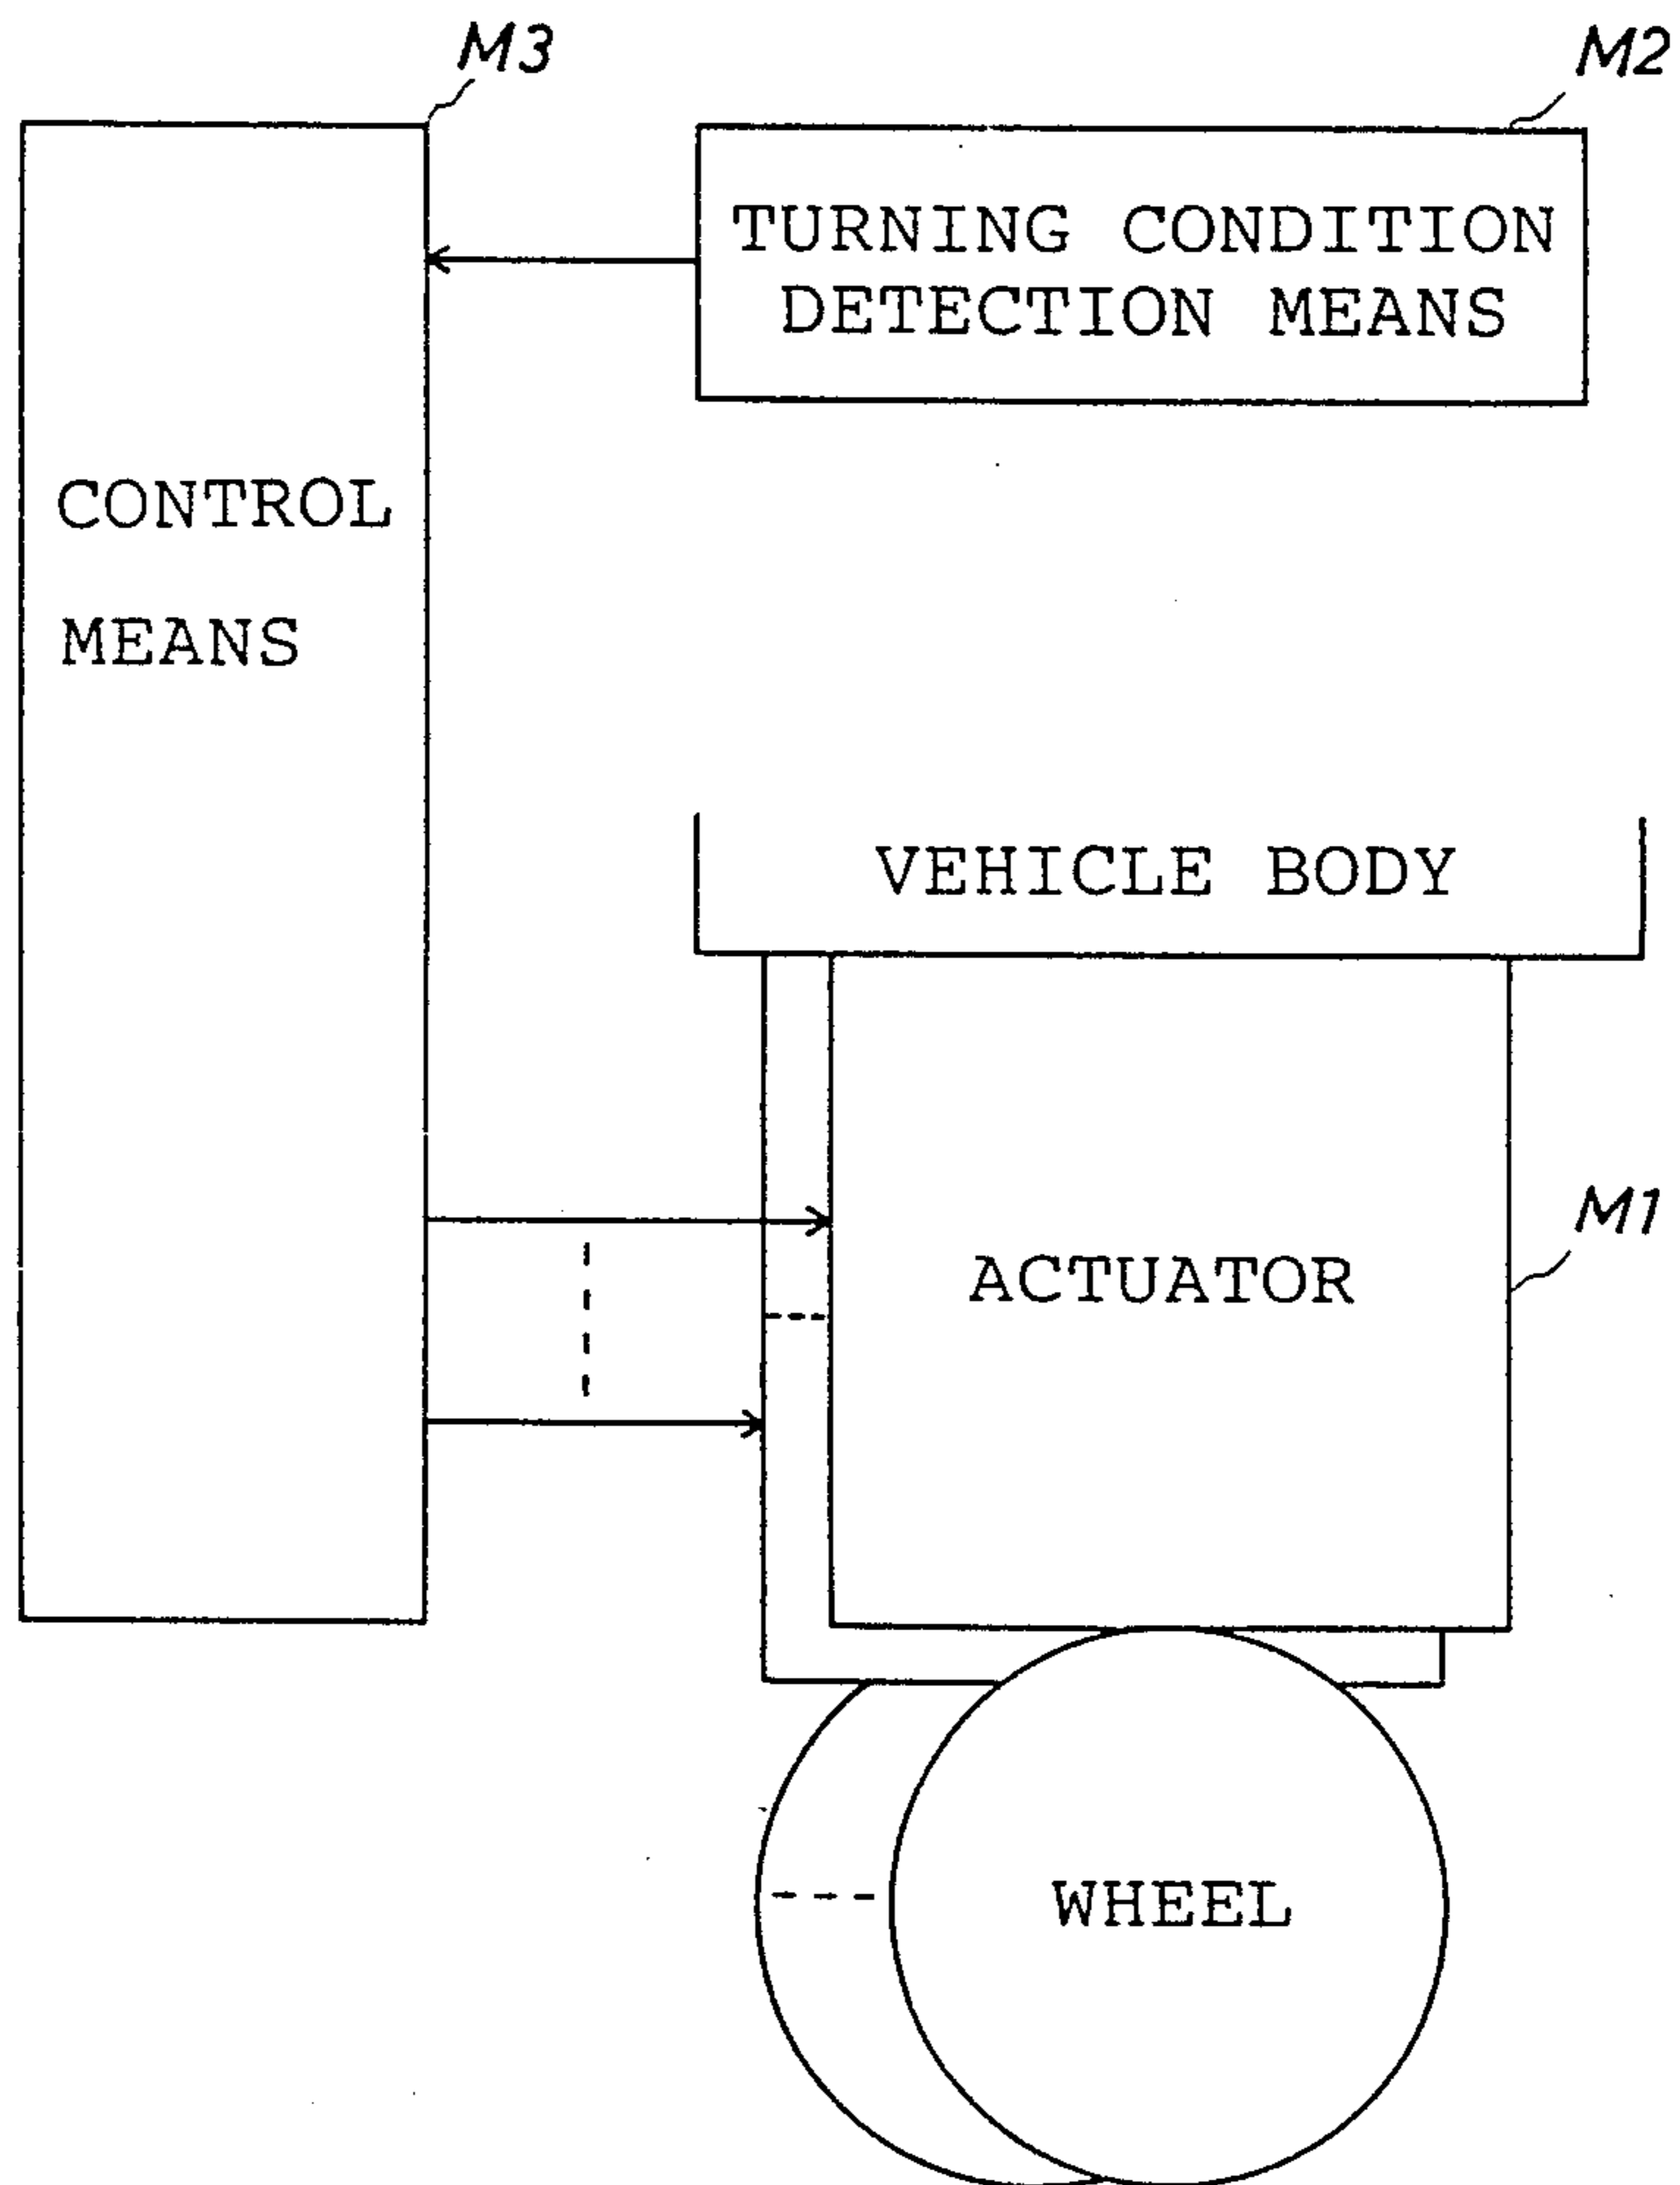 M3
M2
TURNING CONDITION
DETECTION MEANS
CONTROL
MEANS
VEHICLE BODY
M1
ACTUATOR
WHEEL